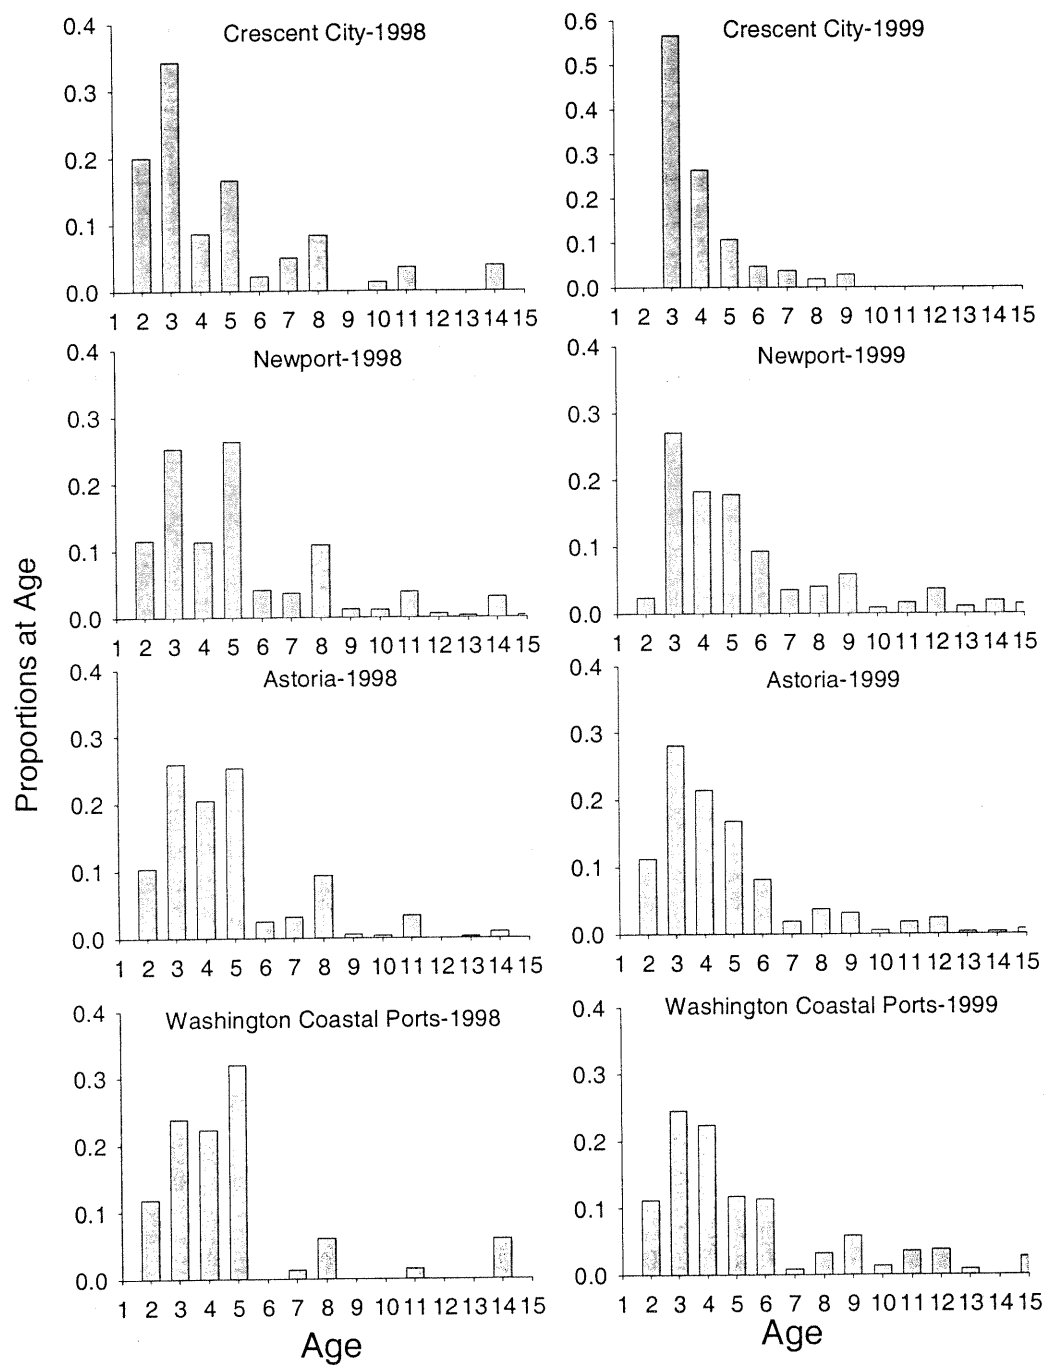 Proportions at Age
Crescent City-1998
0.4
0.3
0.2
0.1
0.0
1 2 3 4 5 6 7 8 9 10 11 12 13 14 15
Crescent City-1999
0.6
0.5
0.4
0.3
0.2
0.1
0.0
1 2 3 4 5 6 7 8 9 10 11 12 13 14 15
Newport-1998
0.4
0.3
0.2
0.1
0.0
1 2 3 4 5 6 7 8 9 10 11 12 13 14 15
Newport-1999
0.4
0.3
0.2
0.1
0.0
1 2 3 4 5 6 7 8 9 10 11 12 13 14 15
Astoria-1998
0.4
0.3
0.2
0.1
0.0
1 2 3 4 5 6 7 8 9 10 11 12 13 14 15
Astoria-1999
0.4
0.3
0.2
0.1
0.0
1 2 3 4 5 6 7 8 9 10 11 12 13 14 15
Washington Coastal Ports-1998
0.4
0.3
0.2
0.1
0.0
1 2 3 4 5 6 7 8 9 10 11 12 13 14 15
Age
Washington Coastal Ports-1999
0.4
0.3
0.2
0.1
0.0
1 2 3 4 5 6 7 8 9 10 11 12 13 14 15
Age